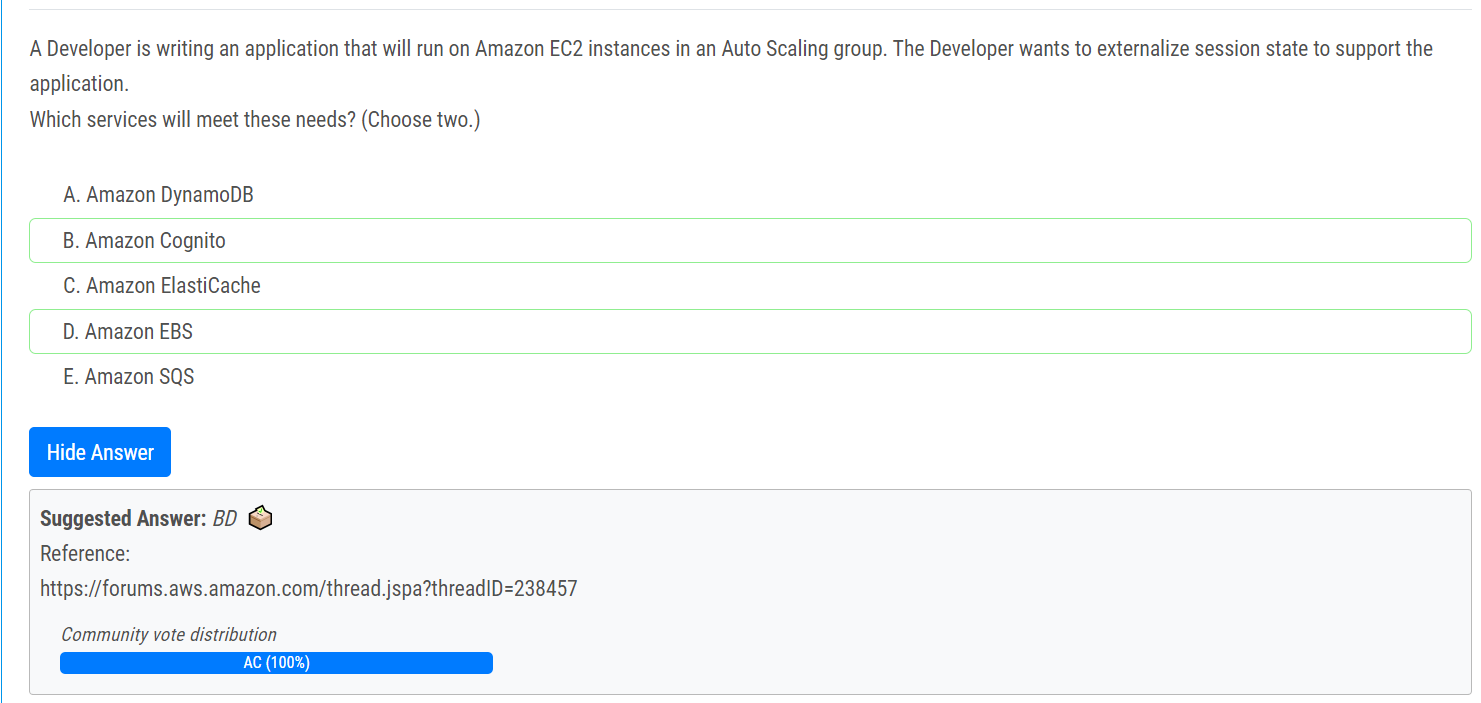 A Developer is writing an application that will run on Amazon EC2 instances in an Auto Scaling group. The Developer wants to externalize session state to support the
application.
Which services will meet these needs? (Choose two.)
A. Amazon DynamoDB
B. Amazon Cognito
C. Amazon ElastiCache
D. Amazon EBS
E. Amazon SQS
Hide Answer
Suggested Answer: BD
Reference:
https://forums.aws.amazon.com/thread.jspa?threadID=238457
Community vote distribution
AC (100%)